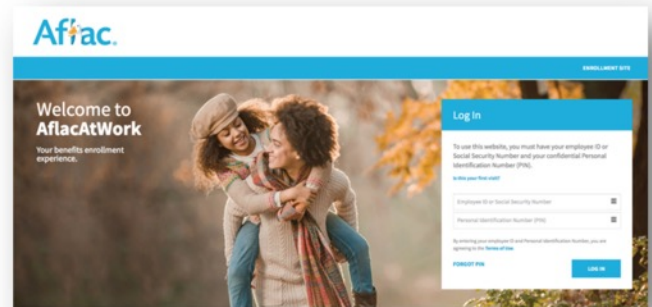 Aflac.
ENROLLMENT SITE
Welcome to
AflacAtWork
Your benefits enrollment
experience.
Log In
To use this website, you must have your employee ID or
Social Security Number and your confidential Personal
Identification Number (PIN).
Is this your first visit?
Employee ID or Social Security Number
Personal Identification Number (PIN)
By entering your employee ID and Personal Identification Number, you are
agreeing to the Terms of Use
FORGOT PIN
LOG IN